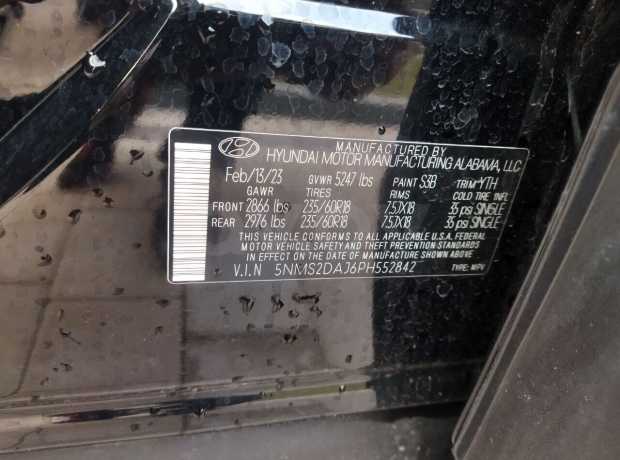 MANUFACTURED BY
HYUNDAI MOTOR MANUFACTURING ALABAMA, LLC
Feb/13/23 GVWR 5247 lbs PAINT S3B TRIM YTH
GAWR TIRES RIMS COLD TIRE INFL
FRONT 2866 lbs 235/60R18 7.5JX18 35 psi SINGLE
REAR 2976 lbs 235/60R18 7.5JX18 35 psi SINGLE
THIS VEHICLE CONFORMS TO ALL APPLICABLE U.S.A. FEDERAL
MOTOR VEHICLE SAFETY AND THEFT PREVENTION STANDARDS
IN EFFECT ON THE DATE OF MANUFACTURE SHOWN ABOVE
V.I.N 5NMS2DAJ6PH552842 TYPE: MPV